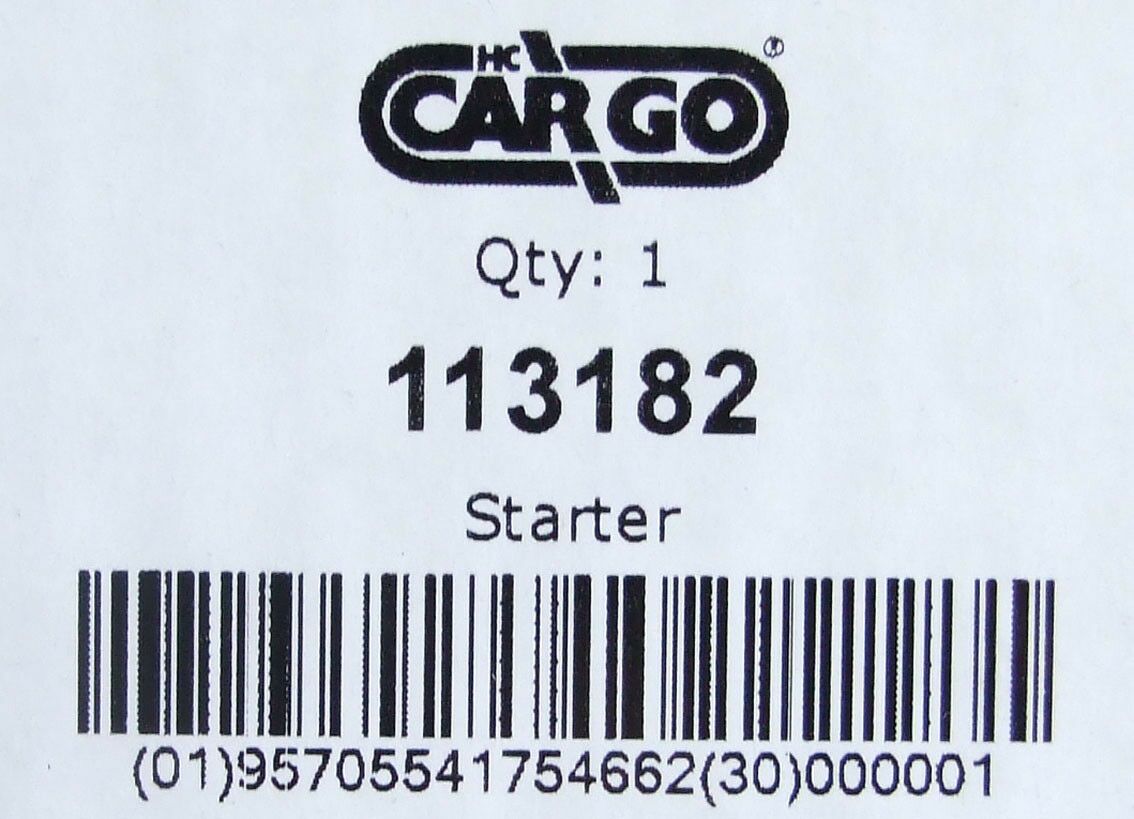 HC
CARGO®
Qty: 1
113182
Starter
(01)95705541754662(30)000001